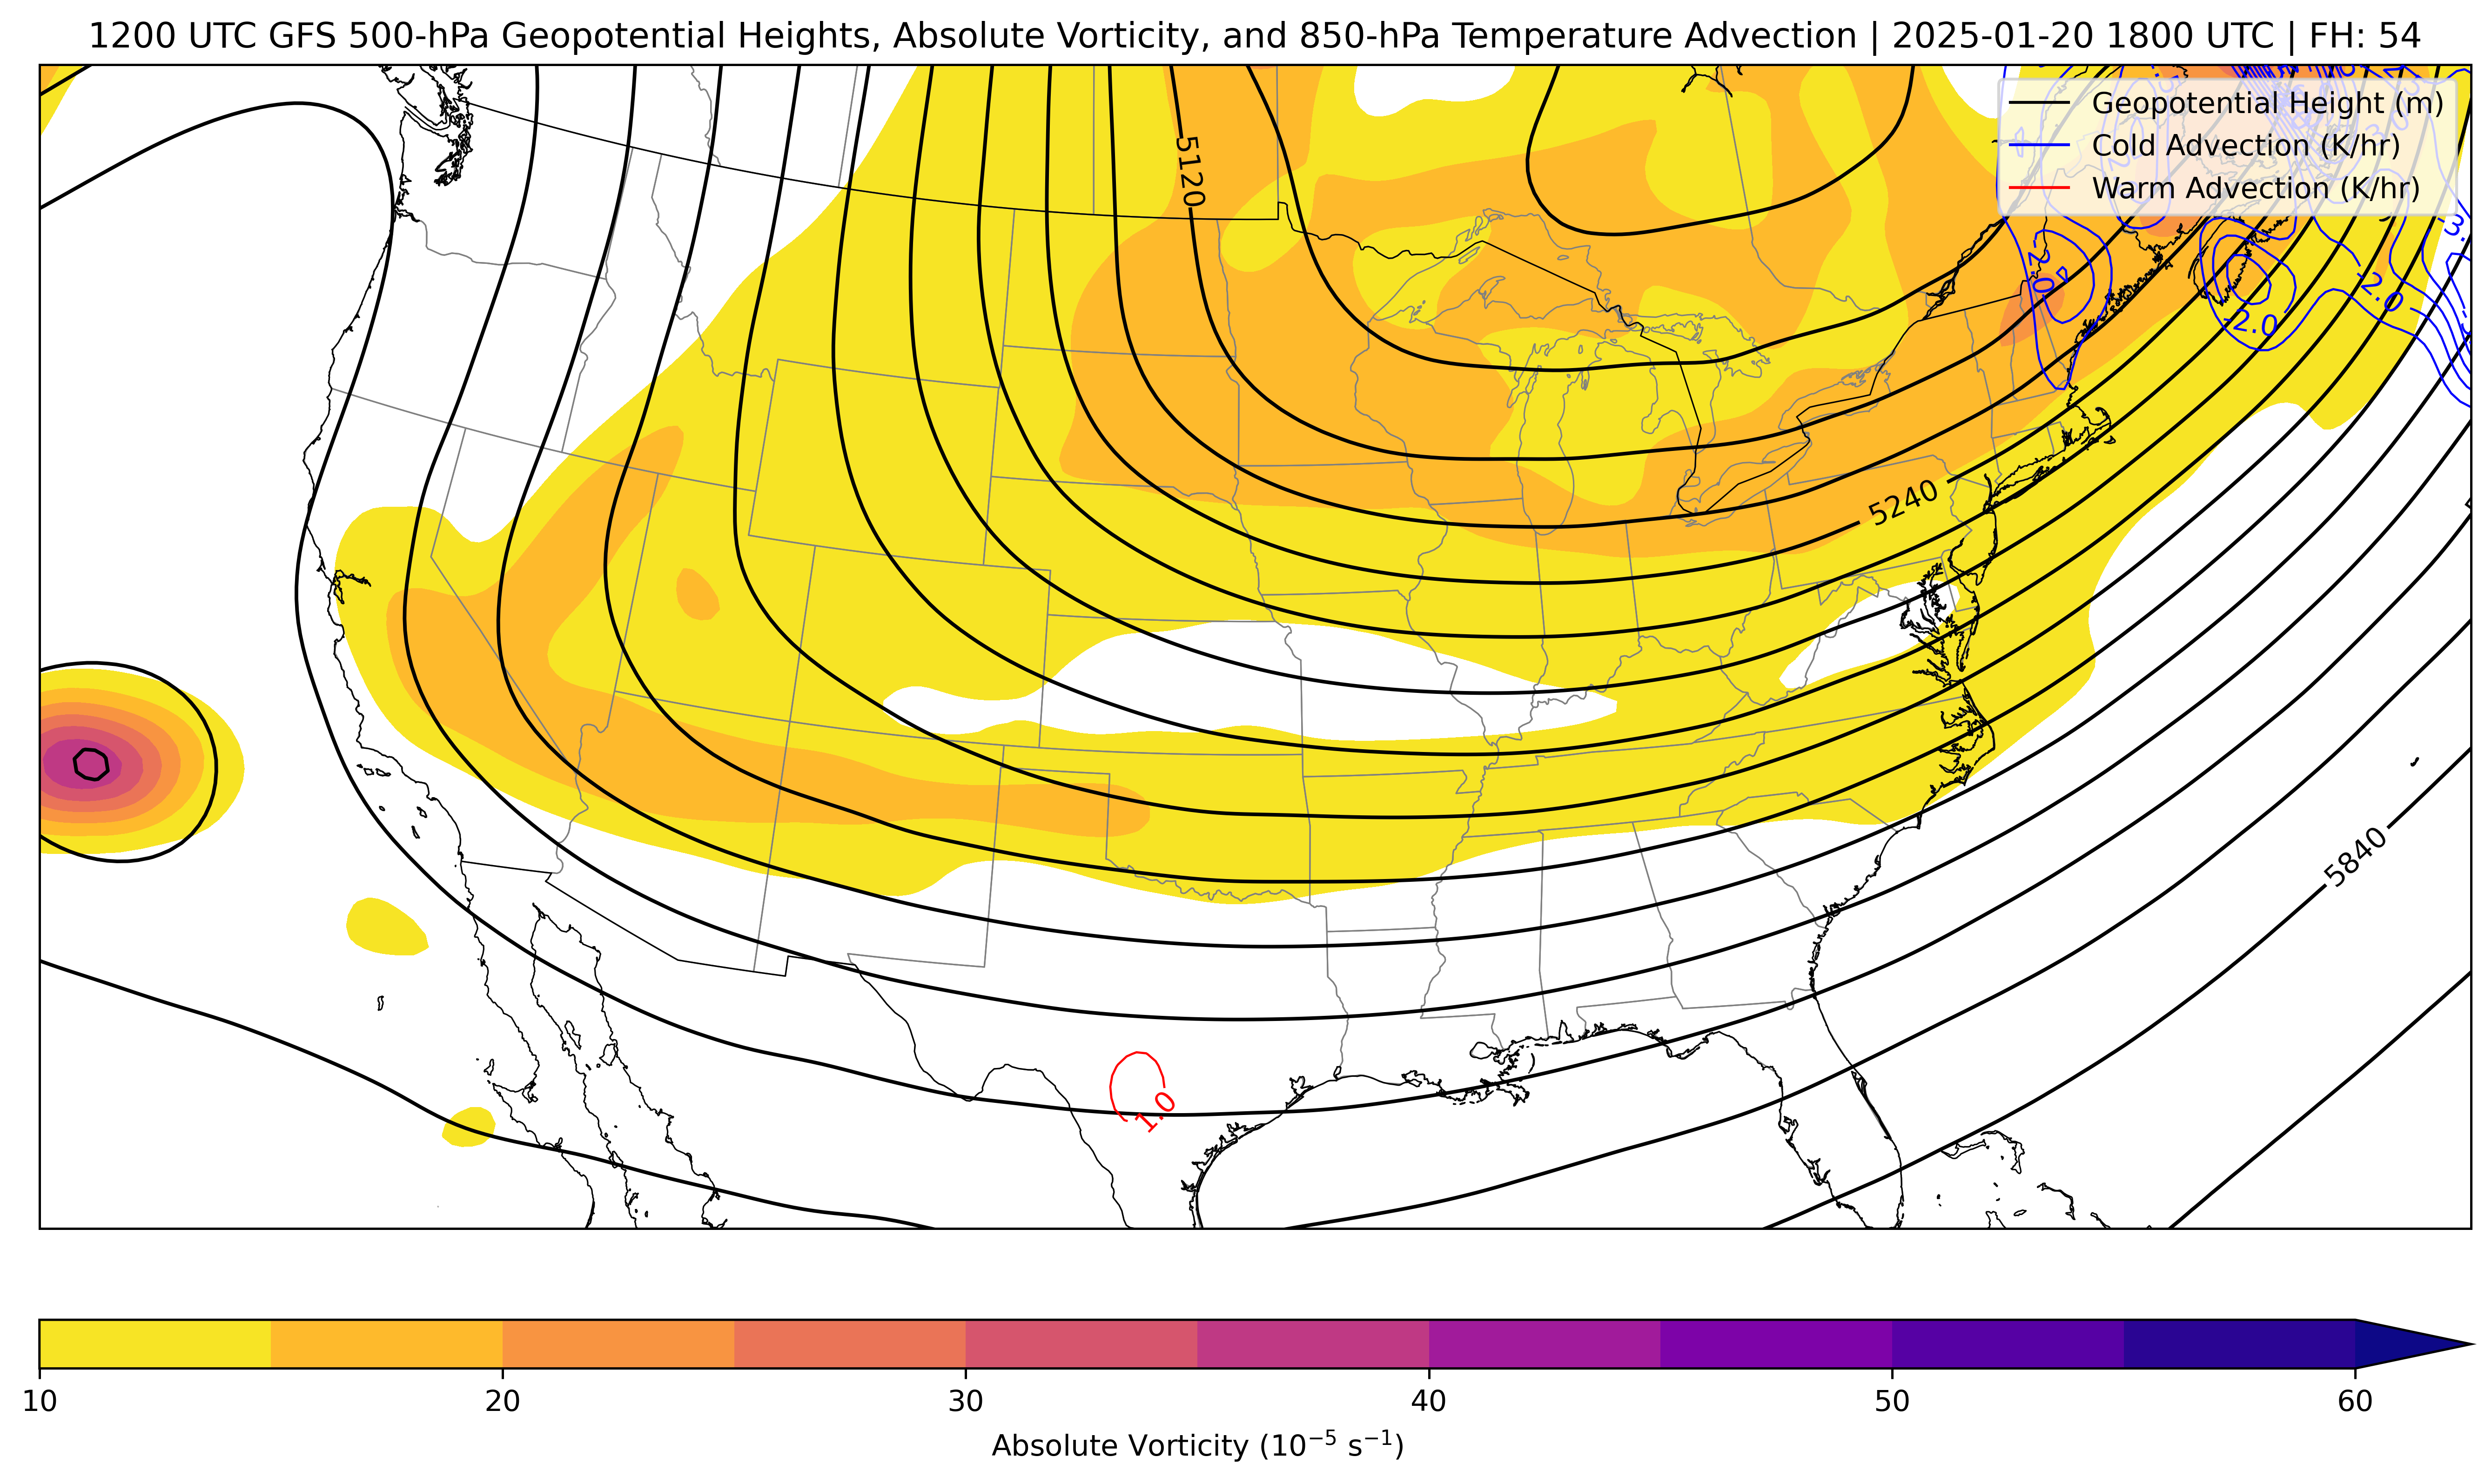 1200 UTC GFS 500-hPa Geopotential Heights, Absolute Vorticity, and 850-hPa Temperature Advection | 2025-01-20 1800 UTC | FH: 54
Geopotential Height (m)
Cold Advection (K/hr)
Warm Advection (K/hr)
5120
-2.0
-2.0
-2.0
5240
5840
1.0
10 20 30 40 50 60
Absolute Vorticity (10⁻⁵ s⁻¹)